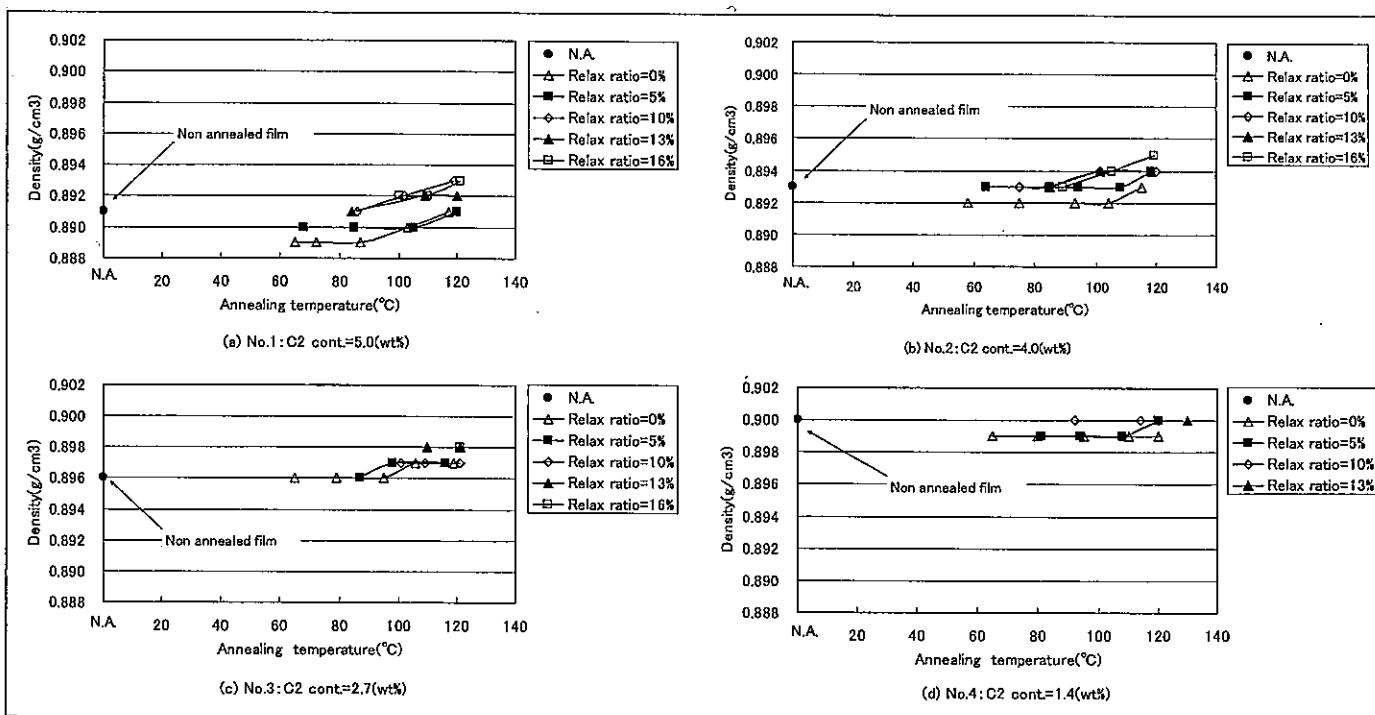 0.902
0.900
0.898
0.896
0.894
0.892
0.890
0.888
Density(g/cm3)
Non annealed film
N.A. 20 40 60 80 100 120 140
Annealing temperature(°C)
N.A.
Relax ratio=0%
Relax ratio=5%
Relax ratio=10%
Relax ratio=13%
Relax ratio=16%
(a) No.1:C2 cont.=5.0(wt%)
0.902
0.900
0.898
0.896
0.894
0.892
0.890
0.888
Density(g/cm3)
Non annealed film
N.A. 20 40 60 80 100 120 140
Annealing temperature(°C)
N.A.
Relax ratio=0%
Relax ratio=5%
Relax ratio=10%
Relax ratio=13%
Relax ratio=16%
(b) No.2:C2 cont.=4.0(wt%)
0.902
0.900
0.898
0.896
0.894
0.892
0.890
0.888
Density(g/cm3)
Non annealed film
N.A. 20 40 60 80 100 120 140
Annealing temperature(°C)
N.A.
Relax ratio=0%
Relax ratio=5%
Relax ratio=10%
Relax ratio=13%
Relax ratio=16%
(c) No.3:C2 cont.=2.7(wt%)
0.902
0.900
0.898
0.896
0.894
0.892
0.890
0.888
Density(g/cm3)
Non annealed film
N.A. 20 40 60 80 100 120 140
Annealing temperature(°C)
N.A.
Relax ratio=0%
Relax ratio=5%
Relax ratio=10%
Relax ratio=13%
(d) No.4:C2 cont.=1.4(wt%)